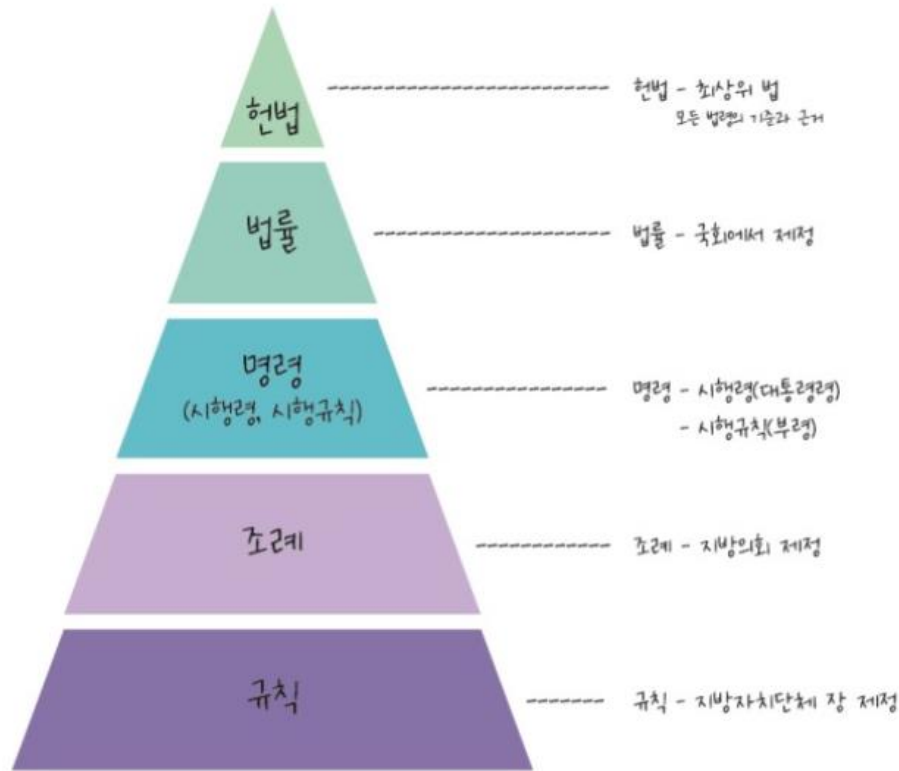 헌법
헌법 - 최상위 법
모든 법령의 기준과 근거
법률
법률 - 국회에서 제정
명령
(시행령, 시행규칙)
명령 - 시행령(대통령령)
- 시행규칙(부령)
조례
조례 - 지방의회 제정
규칙
규칙 - 지방자치단체 장 제정